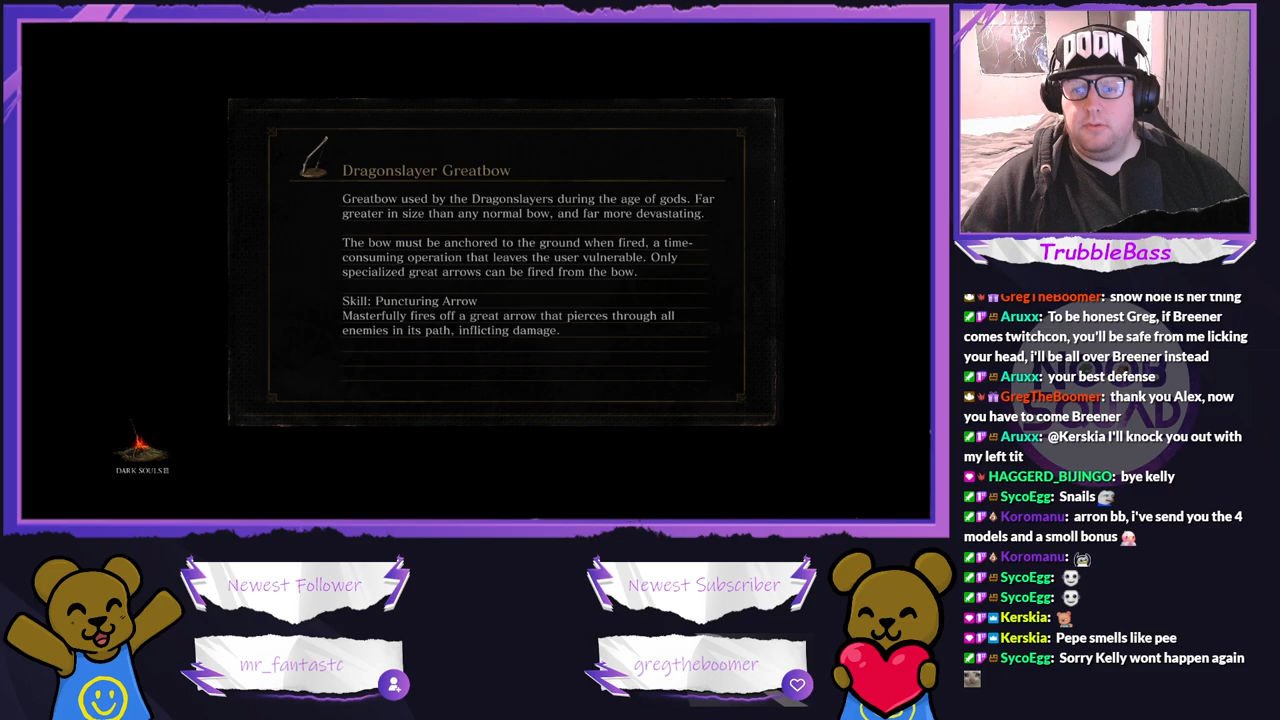 Dragonslayer Greatbow
Greatbow used by the Dragonslayers during the age of gods. Far
greater in size than any normal bow, and far more devastating.
The bow must be anchored to the ground when fired, a time-
consuming operation that leaves the user vulnerable. Only
specialized great arrows can be fired from the bow.
Skill: Puncturing Arrow
Masterfully fires off a great arrow that pierces through all
enemies in its path, inflicting damage.
DARK SOULS III
DOOM
TrubbleBass
GregTheBoomer: snow hole is her thing
Aruxx: To be honest Greg, if Breener
comes twitchcon, you'll be safe from me licking
your head, i'll be all over Breener instead
Aruxx: your best defense
GregTheBoomer: thank you Alex, now
you have to come Breener
Aruxx: @Kerskia I'll knock you out with
my left tit
HAGGERD_BIJINGO: bye kelly
SycoEgg: Snails
Koromanu: arron bb, i've send you the 4
models and a smoll bonus
Koromanu:
SycoEgg:
SycoEgg:
Kerskia:
Kerskia: Pepe smells like pee
SycoEgg: Sorry Kelly wont happen again
NOOB
SQUAD
Newest Follower
mr_fantastc
Newest Subscriber
gregtheboomer